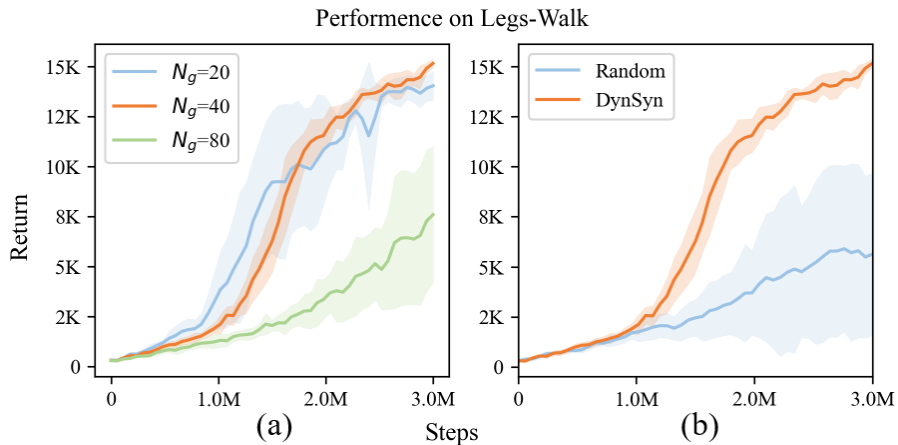 Performence on Legs-Walk
Return
15K
12K
10K
8K
5K
2K
0
N_g=20
N_g=40
N_g=80
0
1.0M
2.0M
3.0M
(a)
15K
12K
10K
8K
5K
2K
0
Random
DynSyn
0
1.0M
2.0M
3.0M
(b)
Steps